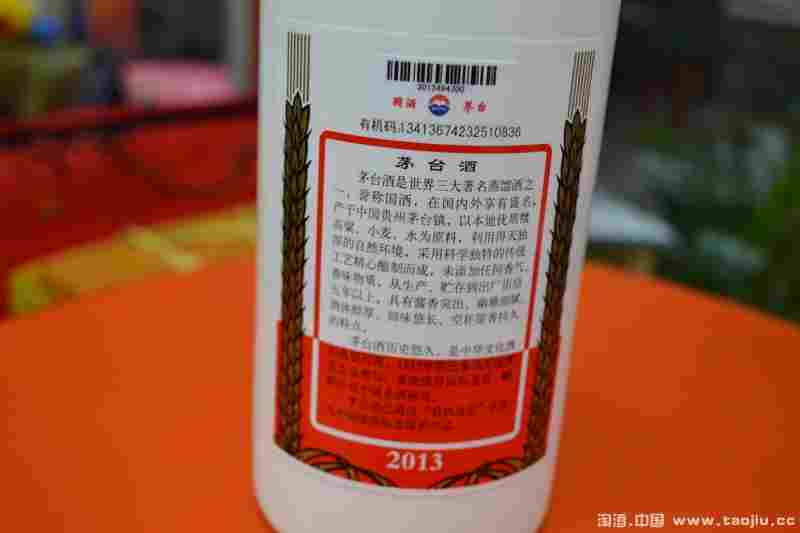 3013494300
国酒 茅台
有机码:13413674232510836
茅台酒
茅台酒是世界三大著名蒸馏酒之
一，誉称国酒，在国内外享有盛名，
产于中国贵州茅台镇，以本地优质糯
高粱、小麦、水为原料，利用得天独
厚的自然环境，采用科学独特的传统
工艺精心酿制而成，未添加任何香气、
香味物质，从生产、贮存到出厂历经
五年以上，具有酱香突出、幽雅细腻、
酒体醇厚、回味悠长、空杯留香持久
的特点。
茅台酒历史悠久，是中华文化酒
2013
淘酒.中国 www.taojiu.cc